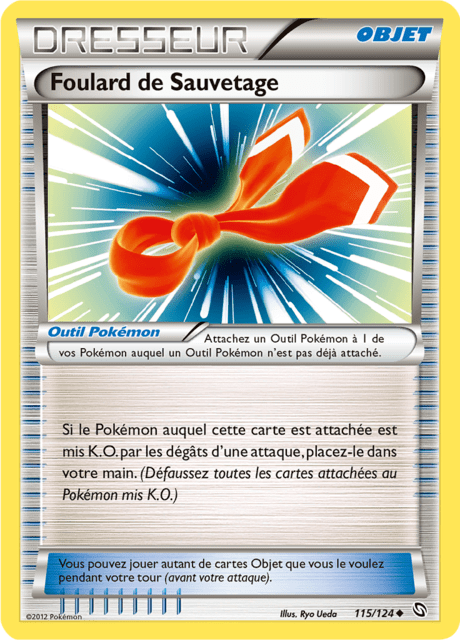 DRESSEUR
OBJET
Foulard de Sauvetage
Outil Pokémon
Attachez un Outil Pokémon à 1 de
vos Pokémon auquel un Outil Pokémon n'est pas déjà attaché.
Si le Pokémon auquel cette carte est attachée est
mis K.O. par les dégâts d'une attaque, placez-le dans
votre main. (Défaussez toutes les cartes attachées au
Pokémon mis K.O.)
Vous pouvez jouer autant de cartes Objet que vous le voulez
pendant votre tour (avant votre attaque).
©2012 Pokémon
Illus. Ryo Ueda
115/124